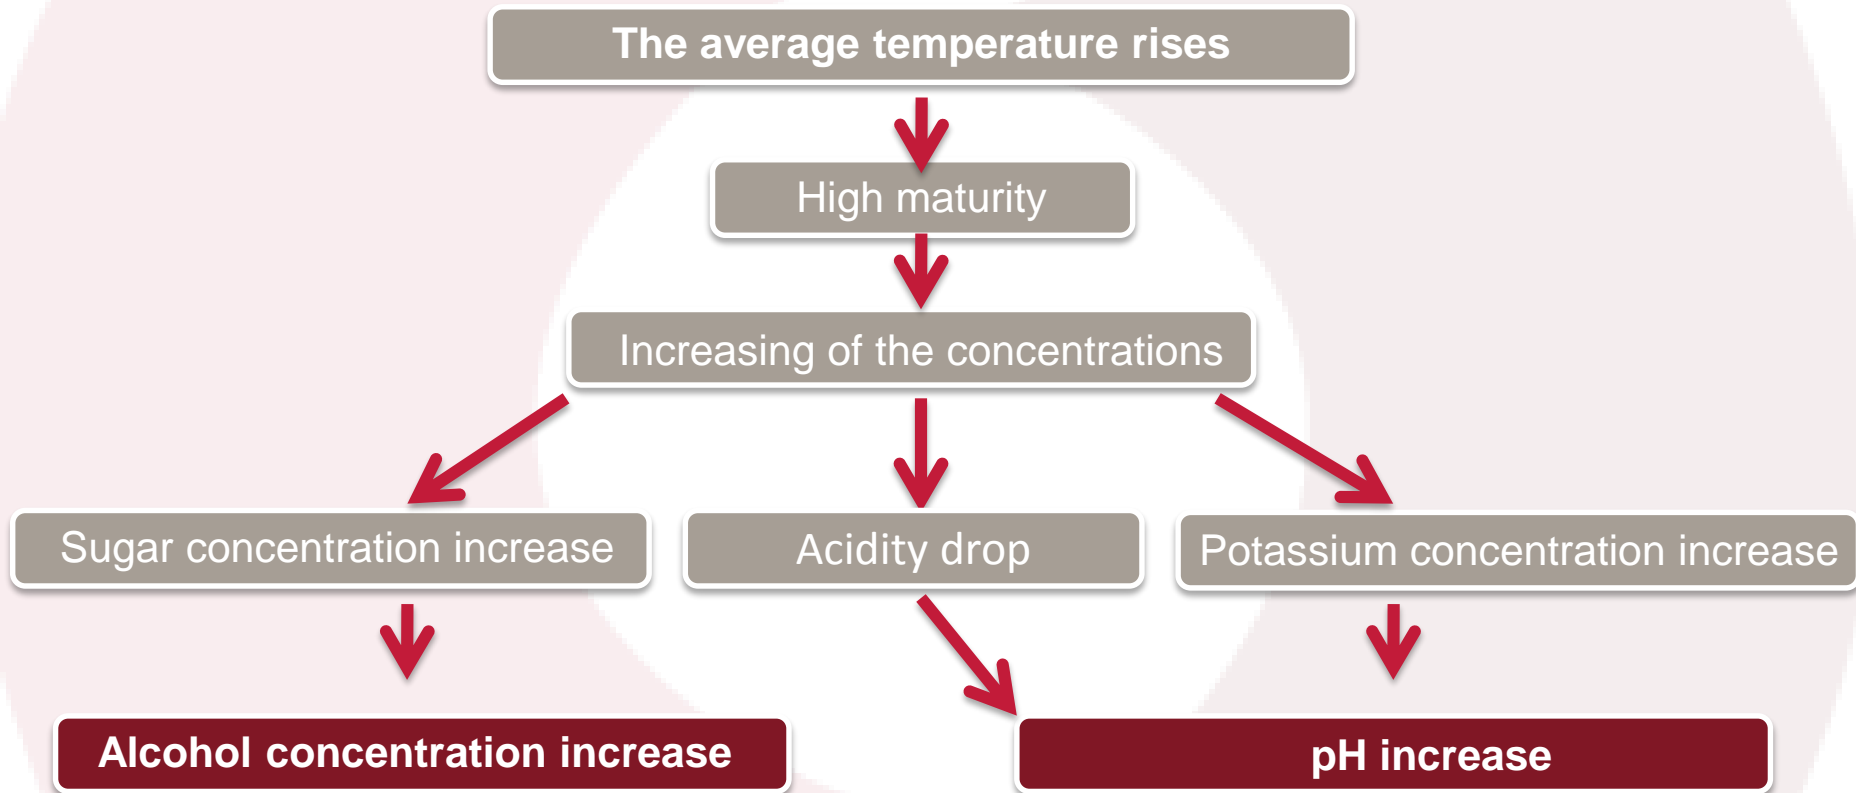 The average temperature rises
High maturity
Increasing of the concentrations
Sugar concentration increase
Acidity drop
Potassium concentration increase
Alcohol concentration increase
pH increase